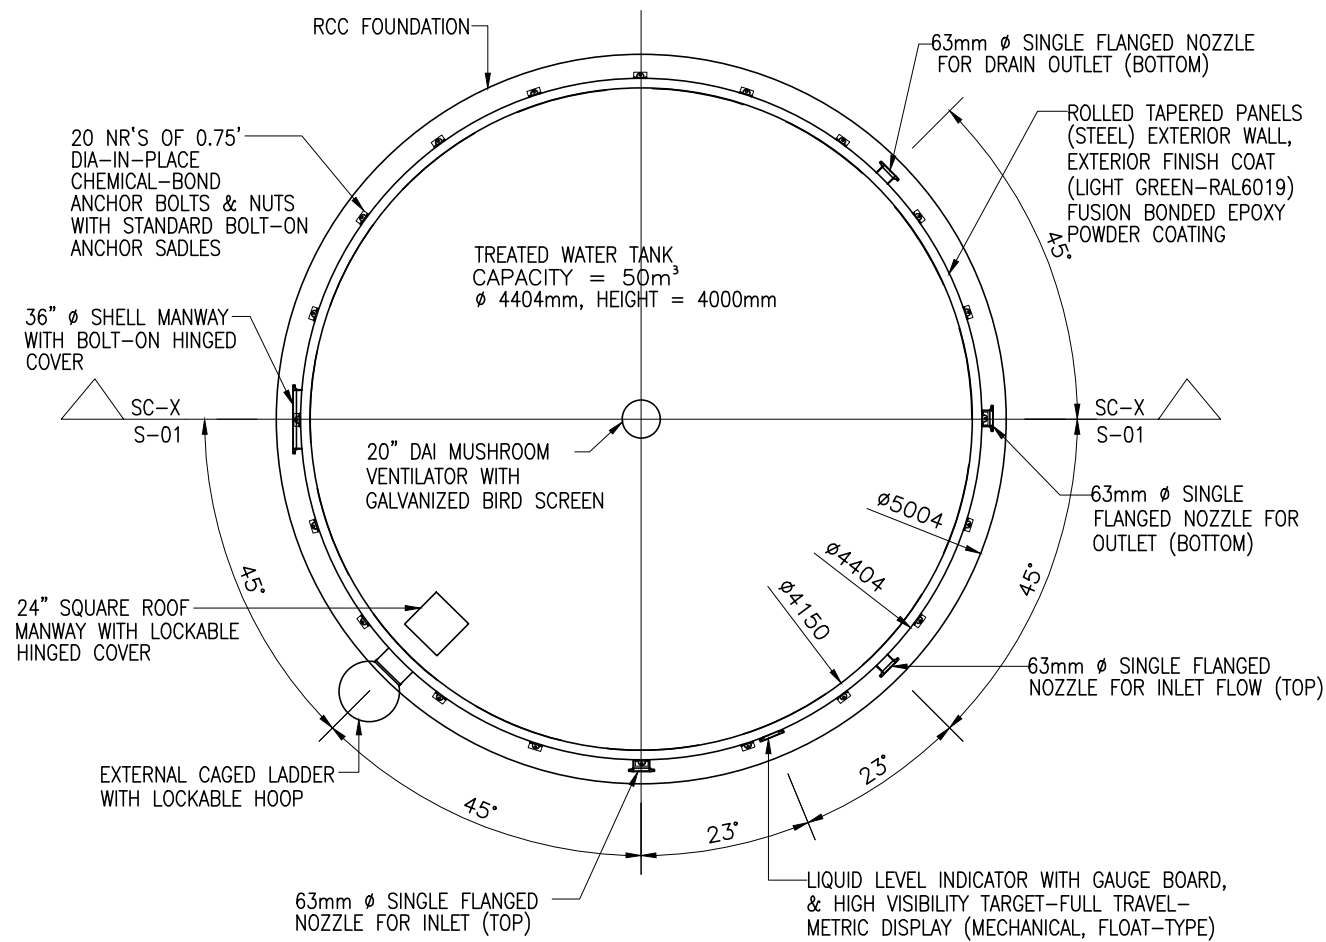 RCC FOUNDATION
63mm ø SINGLE FLANGED NOZZLE
FOR DRAIN OUTLET (BOTTOM)
ROLLED TAPERED PANELS
(STEEL) EXTERIOR WALL,
EXTERIOR FINISH COAT
(LIGHT GREEN-RAL6019)
FUSION BONDED EPOXY
POWDER COATING
20 NR'S OF 0.75'
DIA-IN-PLACE
CHEMICAL-BOND
ANCHOR BOLTS & NUTS
WITH STANDARD BOLT-ON
ANCHOR SADLES
45°
TREATED WATER TANK
CAPACITY = 50m³
ø 4404mm, HEIGHT = 4000mm
36" ø SHELL MANWAY
WITH BOLT-ON HINGED
COVER
SC-X
S-01
SC-X
S-01
20" DAI MUSHROOM
VENTILATOR WITH
GALVANIZED BIRD SCREEN
63mm ø SINGLE
FLANGED NOZZLE FOR
OUTLET (BOTTOM)
ø5004
ø4404
ø4150
45°
45°
24" SQUARE ROOF
MANWAY WITH LOCKABLE
HINGED COVER
63mm ø SINGLE FLANGED
NOZZLE FOR INLET FLOW (TOP)
EXTERNAL CAGED LADDER
WITH LOCKABLE HOOP
45°
23°
23°
63mm ø SINGLE FLANGED
NOZZLE FOR INLET (TOP)
LIQUID LEVEL INDICATOR WITH GAUGE BOARD,
& HIGH VISIBILITY TARGET-FULL TRAVEL-
METRIC DISPLAY (MECHANICAL, FLOAT-TYPE)